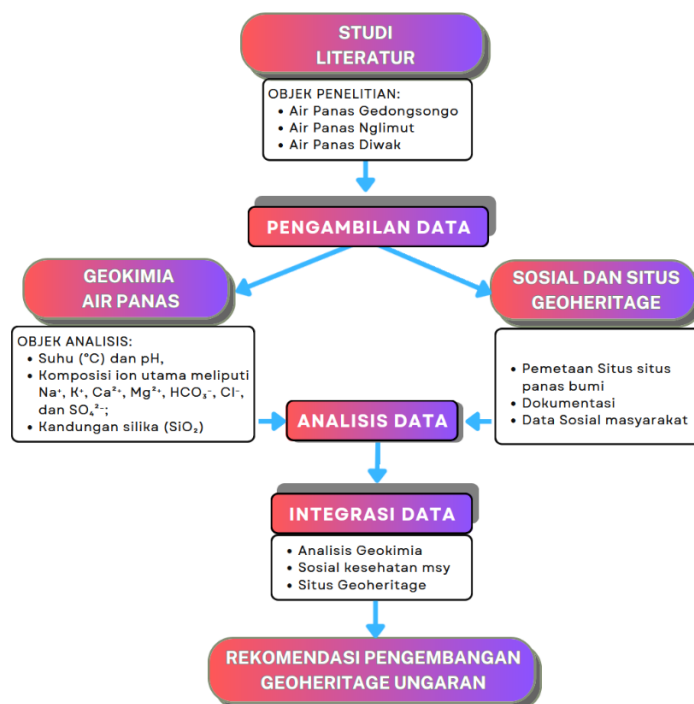 STUDI
LITERATUR
OBJEK PENELITIAN:
• Air Panas Gedongsongo
• Air Panas Nglimut
• Air Panas Diwak
PENGAMBILAN DATA
GEOKIMIA
AIR PANAS
OBJEK ANALISIS:
• Suhu (°C) dan pH,
• Komposisi ion utama meliputi
Na⁺, K⁺, Ca²⁺, Mg²⁺, HCO₃⁻, Cl⁻,
dan SO₄²⁻;
• Kandungan silika (SiO₂)
SOSIAL DAN SITUS
GEOHERITAGE
• Pemetaan Situs situs
panas bumi
• Dokumentasi
• Data Sosial masyarakat
ANALISIS DATA
INTEGRASI DATA
• Analisis Geokimia
• Sosial kesehatan msy
• Situs Geoheritage
REKOMENDASI PENGEMBANGAN
GEOHERITAGE UNGARAN